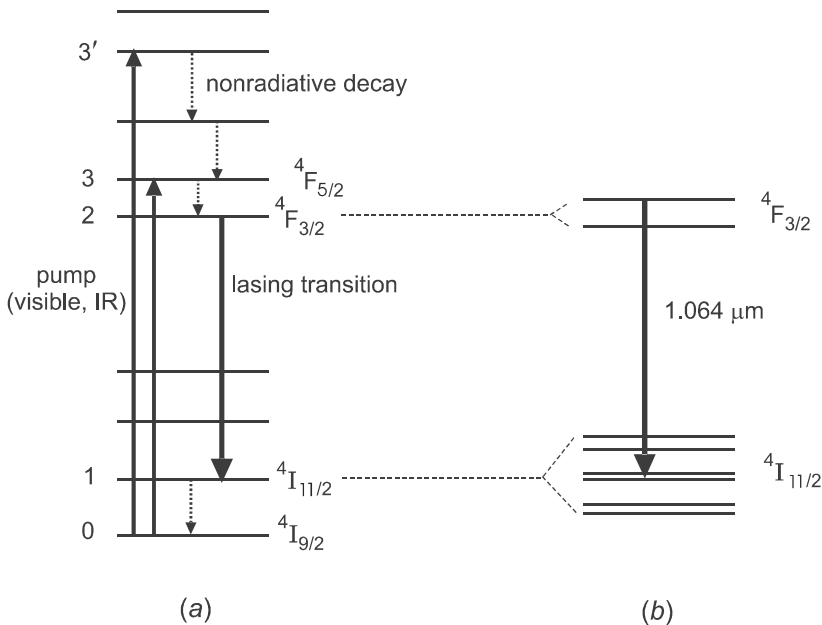 3′
nonradiative decay
3
⁴F₅/₂
2
⁴F₃/₂
⁴F₃/₂
pump
(visible, IR)
lasing transition
1.064 μm
1
⁴I₁₁/₂
⁴I₁₁/₂
0
⁴I₉/₂
(a)
(b)